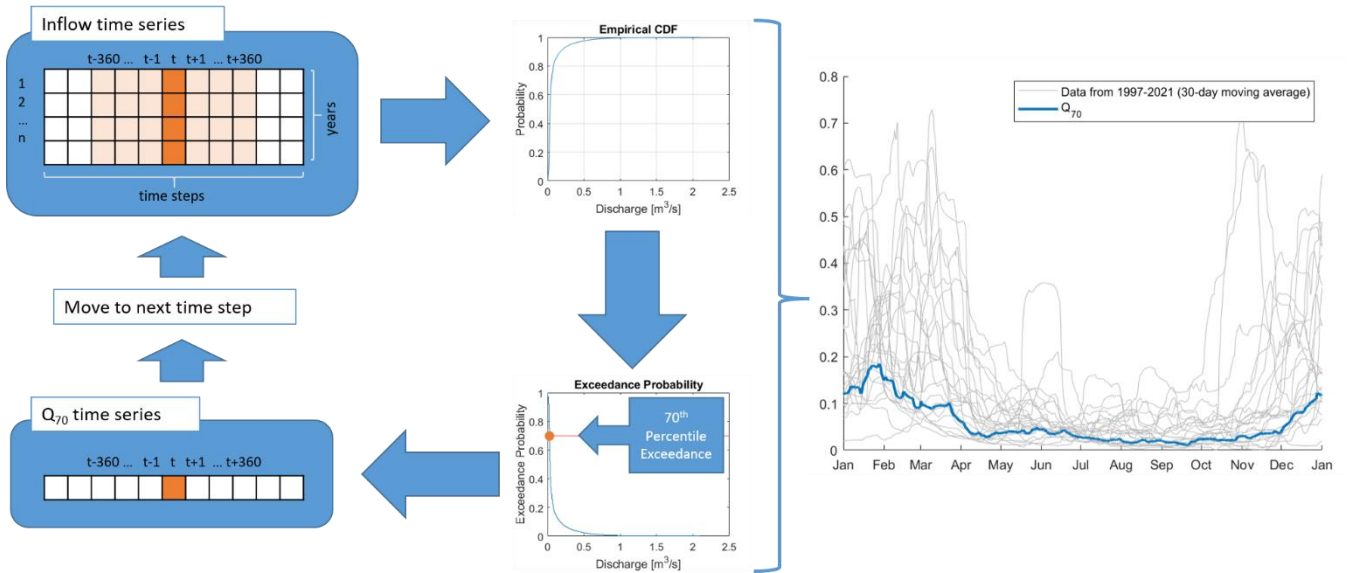 Inflow time series
t-360 ... t-1 t t+1 ... t+360
1
2
...
n
years
time steps
Move to next time step
Q70 time series
t-360 ... t-1 t t+1 ... t+360
Empirical CDF
Probability
1
0.8
0.6
0.4
0.2
0
0 0.5 1 1.5 2 2.5
Discharge [m³/s]
Exceedance Probability
Exceedance Probability
1
0.8
0.6
0.4
0.2
0
70th
Percentile
Exceedance
0 0.5 1 1.5 2 2.5
Discharge [m³/s]
Data from 1997-2021 (30-day moving average)
Q70
0.8
0.7
0.6
0.5
0.4
0.3
0.2
0.1
0
Jan Feb Mar Apr May Jun Jul Aug Sep Oct Nov Dec Jan